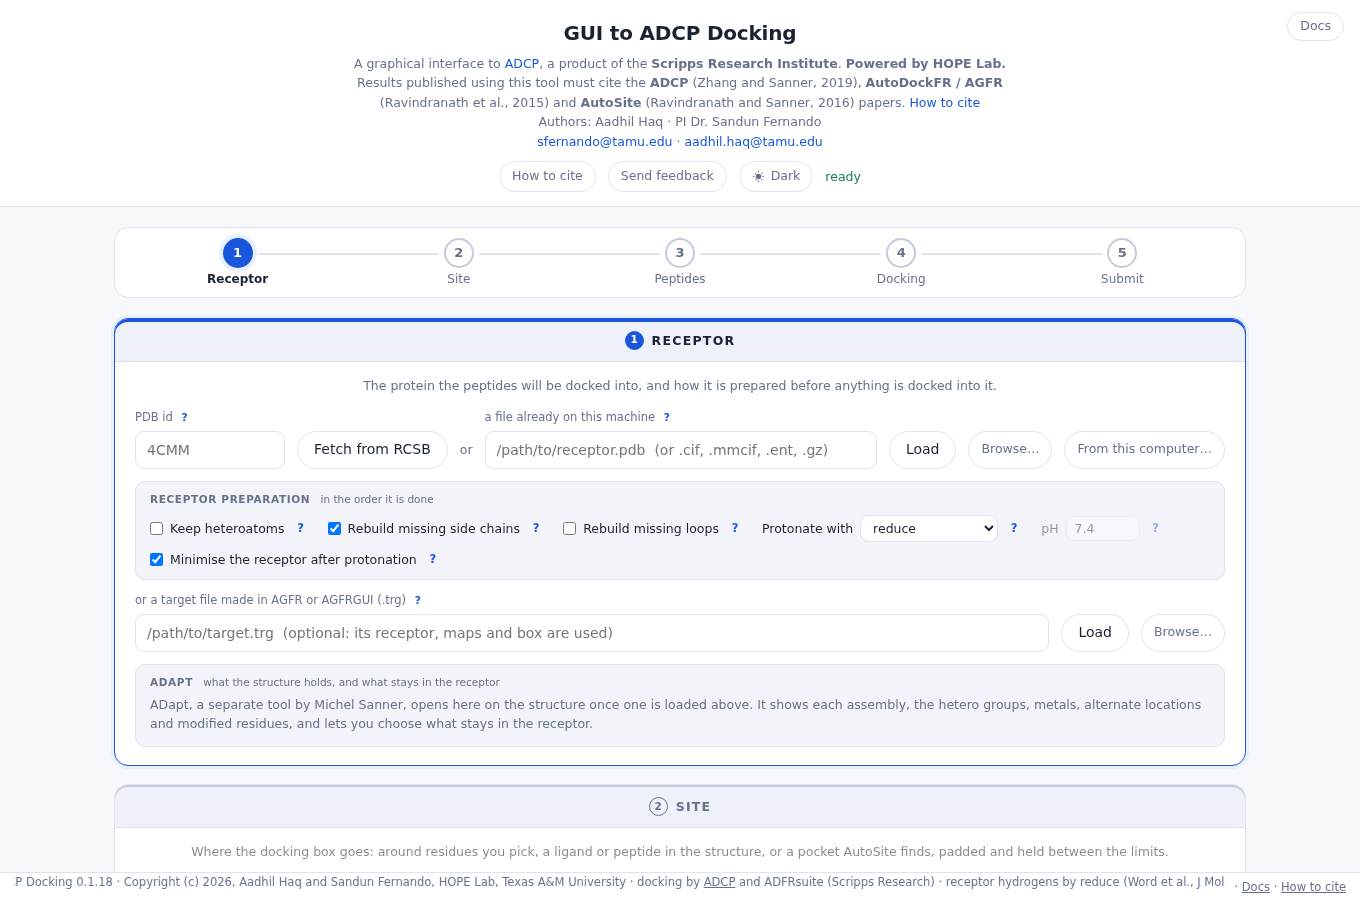 Docs
GUI to ADCP Docking
A graphical interface to ADCP, a product of the Scripps Research Institute. Powered by HOPE Lab.
Results published using this tool must cite the ADCP (Zhang and Sanner, 2019), AutoDockFR / AGFR
(Ravindranath et al., 2015) and AutoSite (Ravindranath and Sanner, 2016) papers. How to cite
Authors: Aadhil Haq · PI Dr. Sandun Fernando
sfernando@tamu.edu · aadhil.haq@tamu.edu
How to cite Send feedback Dark ready
1 2 3 4 5
Receptor Site Peptides Docking Submit
1 RECEPTOR
The protein the peptides will be docked into, and how it is prepared before anything is docked into it.
PDB id ? a file already on this machine ?
4CMM Fetch from RCSB or /path/to/receptor.pdb (or .cif, .mmcif, .ent, .gz) Load Browse... From this computer...
RECEPTOR PREPARATION in the order it is done
Keep heteroatoms ? Rebuild missing side chains ? Rebuild missing loops ? Protonate with reduce ? pH 7.4 ?
Minimise the receptor after protonation ?
or a target file made in AGFR or AGFRGUI (.trg) ?
/path/to/target.trg (optional: its receptor, maps and box are used) Load Browse...
ADAPT what the structure holds, and what stays in the receptor
ADapt, a separate tool by Michel Sanner, opens here on the structure once one is loaded above. It shows each assembly, the hetero groups, metals, alternate locations
and modified residues, and lets you choose what stays in the receptor.
2 SITE
Where the docking box goes: around residues you pick, a ligand or peptide in the structure, or a pocket AutoSite finds, padded and held between the limits.
P Docking 0.1.18 · Copyright (c) 2026, Aadhil Haq and Sandun Fernando, HOPE Lab, Texas A&M University · docking by ADCP and ADFRsuite (Scripps Research) · receptor hydrogens by reduce (Word et al., J Mol · Docs · How to cite